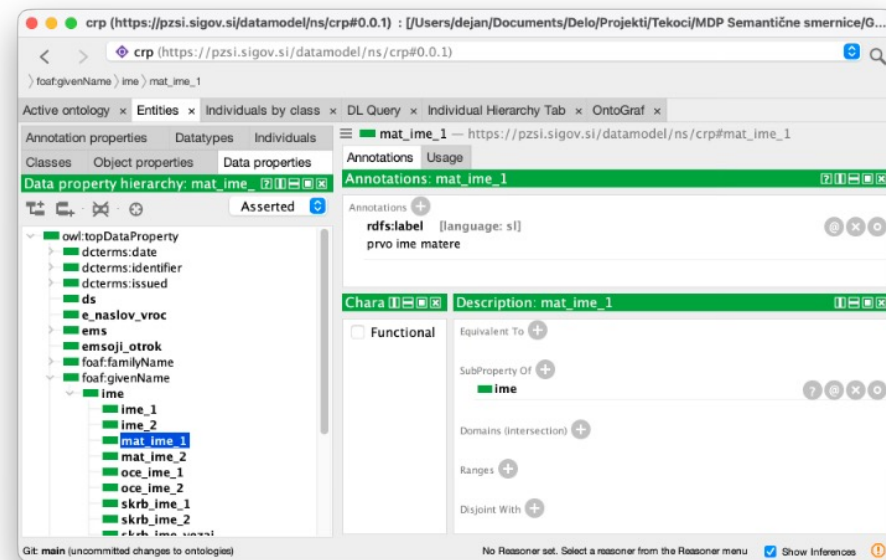 crp (https://pzsi.sigov.si/datamodel/ns/crp#0.0.1) : [/Users/dejan/Documents/Delo/Projekti/Tekoci/MDP Semantične smernice/G...
crp (https://pzsi.sigov.si/datamodel/ns/crp#0.0.1)
foaf:givenName ime mat_ime_1
Active ontology × Entities × Individuals by class × DL Query × Individual Hierarchy Tab × OntoGraf ×
Annotation properties Datatypes Individuals
Classes Object properties Data properties
Data property hierarchy: mat_ime_
Asserted
owl:topDataProperty
dcterms:date
dcterms:identifier
dcterms:issued
ds
e_naslov_vroc
ems
emsoji_otrok
foaf:familyName
foaf:givenName
ime
ime_1
ime_2
mat_ime_1
mat_ime_2
oce_ime_1
oce_ime_2
skrb_ime_1
skrb_ime_2
mat_ime_1 — https://pzsi.sigov.si/datamodel/ns/crp#mat_ime_1
Annotations Usage
Annotations: mat_ime_1
Annotations
rdfs:label [language: sl]
prvo ime matere
Chara
Functional
Description: mat_ime_1
Equivalent To
SubProperty Of
ime
Domains (intersection)
Ranges
Disjoint With
Git: main (uncommitted changes to ontologies)
No Reasoner set. Select a reasoner from the Reasoner menu Show Inferences